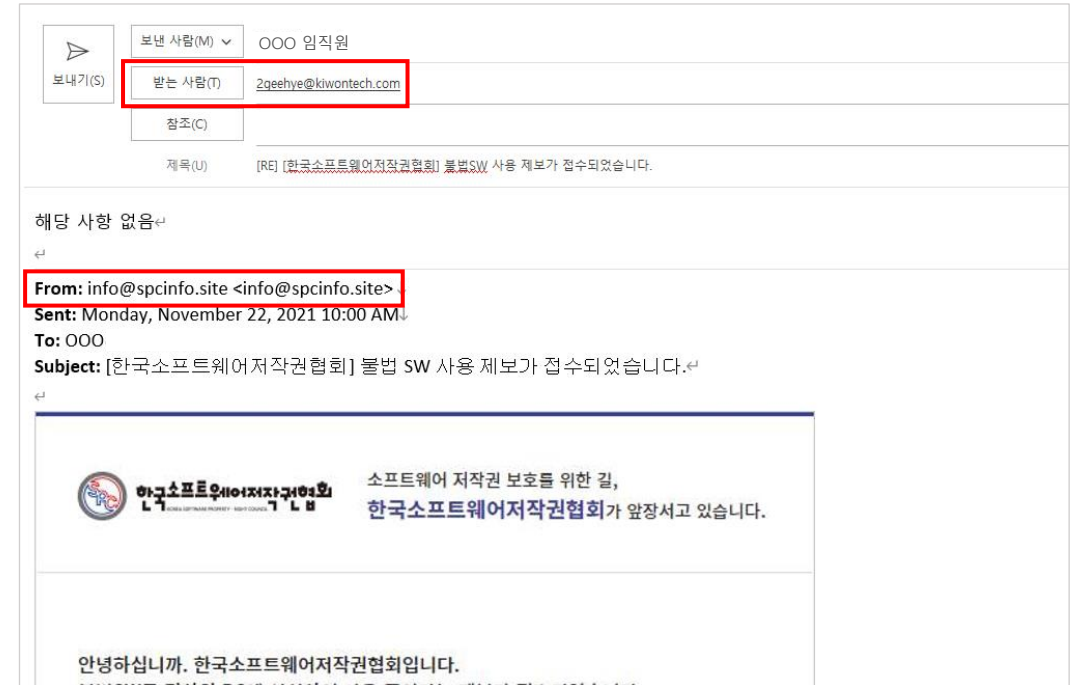 보낸 사람(M)
OOO 임직원
보내기(S)
받는 사람(T)
2geehye@kiwontech.com
참조(C)
제목(U)
[RE] [한국소프트웨어저작권협회] 불법SW 사용 제보가 접수되었습니다.
해당 사항 없음
From: info@spcinfo.site <info@spcinfo.site>
Sent: Monday, November 22, 2021 10:00 AM
To: OOO
Subject: [한국소프트웨어저작권협회] 불법 SW 사용 제보가 접수되었습니다.
SPC
한국소프트웨어저작권협회
소프트웨어 저작권 보호를 위한 길,
한국소프트웨어저작권협회가 앞장서고 있습니다.
안녕하십니까. 한국소프트웨어저작권협회입니다.